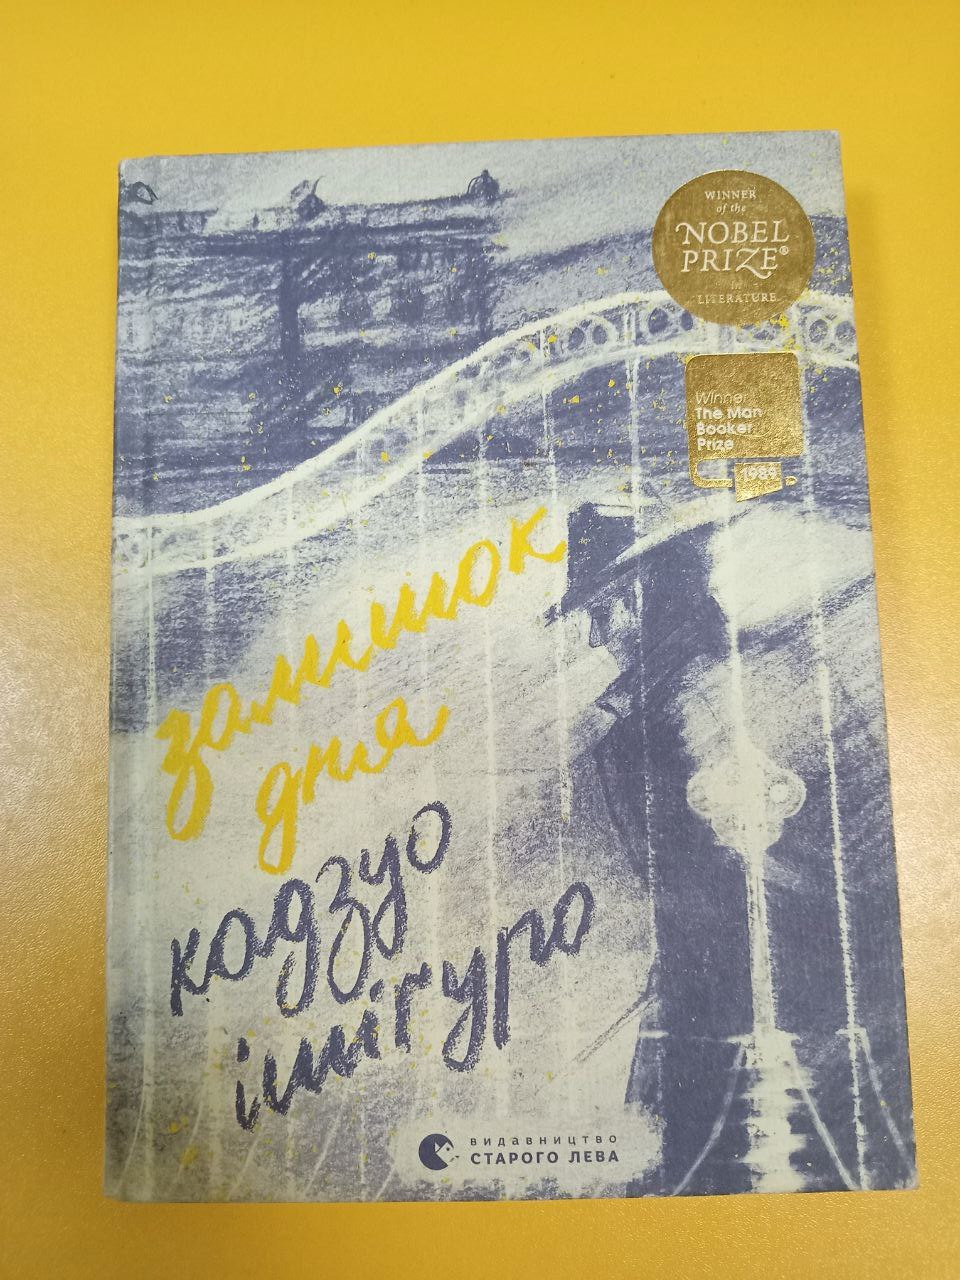 WINNER
of the
NOBEL
PRIZE®
in
LITERATURE
Winner
The Man
Booker
Prize
1989
залишок
дня
кадзуо
ішіґуро
ВИДАВНИЦТВО
СТАРОГО ЛЕВА